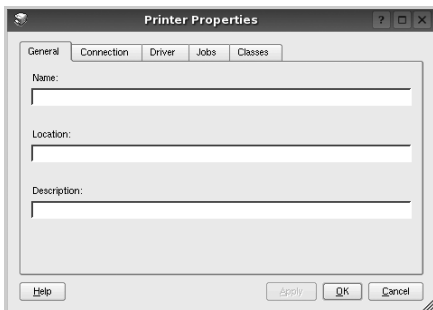 Printer Properties
General Connection Driver Jobs Classes
Name:
Location:
Description:
Help Apply OK Cancel